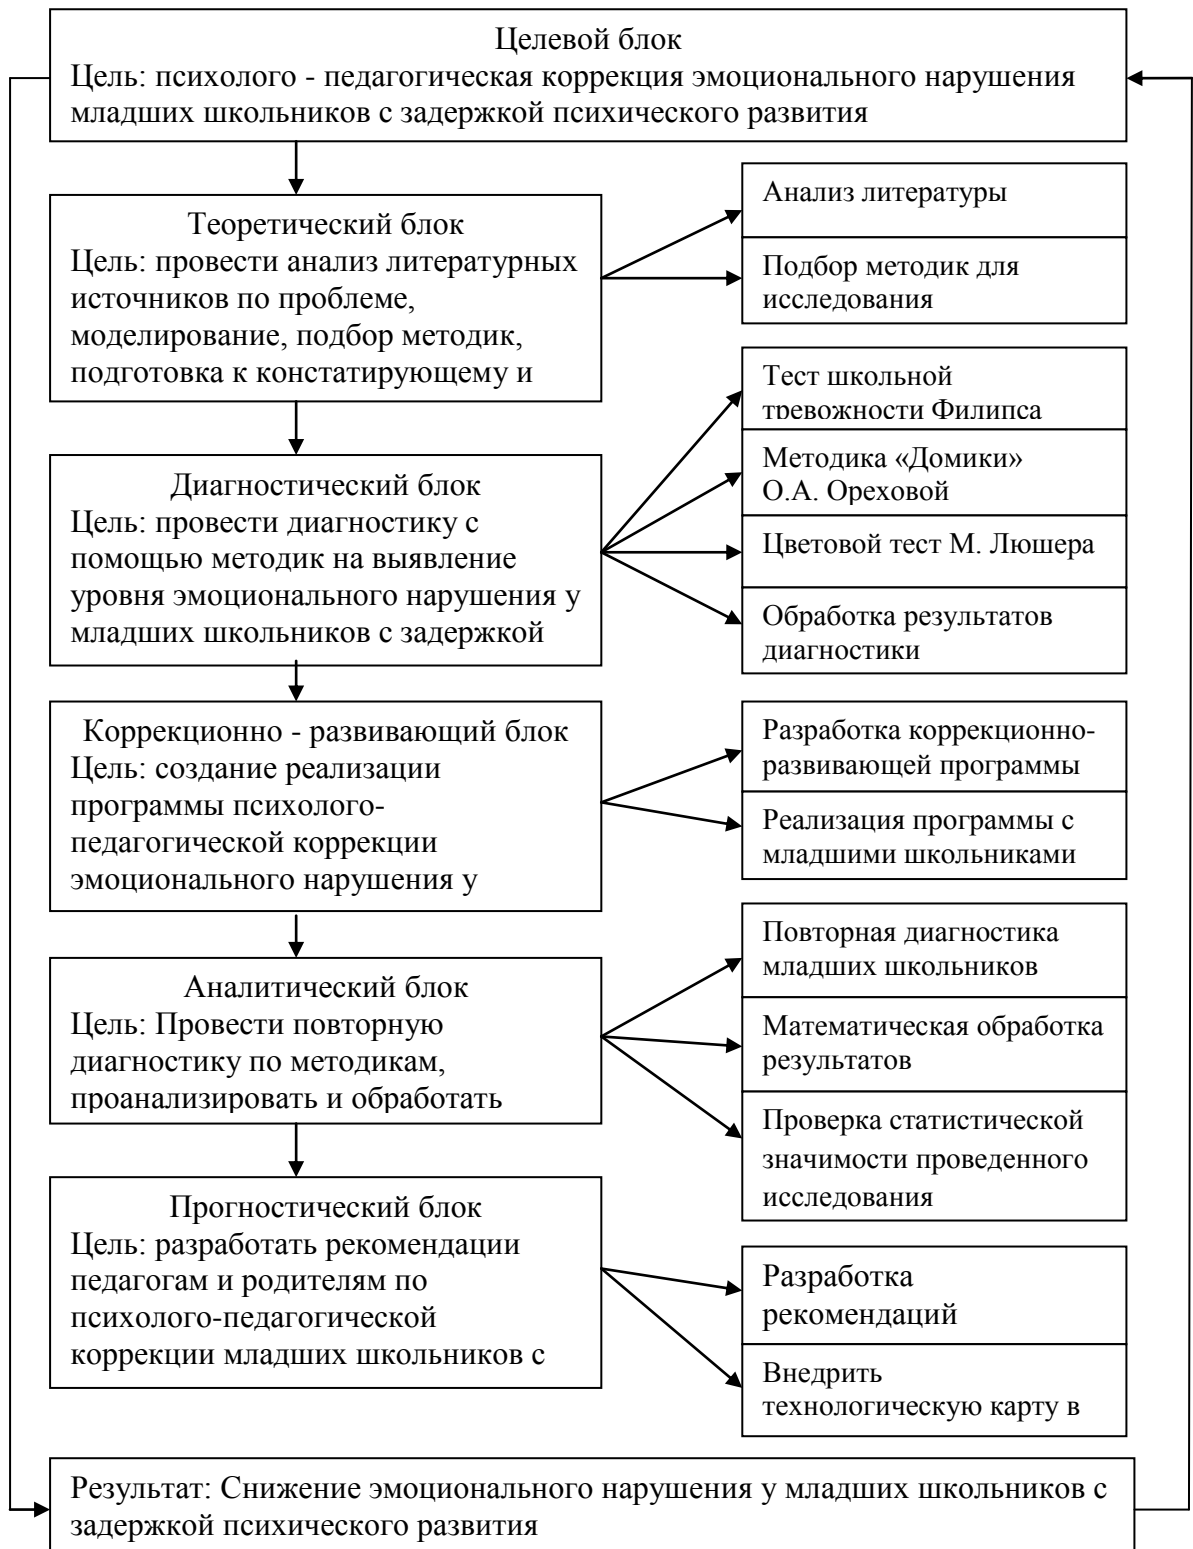 Целевой блок
Цель: психолого - педагогическая коррекция эмоционального нарушения
младших школьников с задержкой психического развития
Теоретический блок
Цель: провести анализ литературных
источников по проблеме,
моделирование, подбор методик,
подготовка к констатирующему и
Анализ литературы
Подбор методик для
исследования
Диагностический блок
Цель: провести диагностику с
помощью методик на выявление
уровня эмоционального нарушения у
младших школьников с задержкой
Тест школьной
тревожности Филипса
Методика «Домики»
О.А. Ореховой
Цветовой тест М. Люшера
Обработка результатов
диагностики
Коррекционно - развивающий блок
Цель: создание реализации
программы психолого-
педагогической коррекции
эмоционального нарушения у
Разработка коррекционно-
развивающей программы
Реализация программы с
младшими школьниками
Аналитический блок
Цель: Провести повторную
диагностику по методикам,
проанализировать и обработать
Повторная диагностика
младших школьников
Математическая обработка
результатов
Проверка статистической
значимости проведенного
исследования
Прогностический блок
Цель: разработать рекомендации
педагогам и родителям по
психолого-педагогической
коррекции младших школьников с
Разработка
рекомендаций
Внедрить
технологическую карту в
Результат: Снижение эмоционального нарушения у младших школьников с
задержкой психического развития